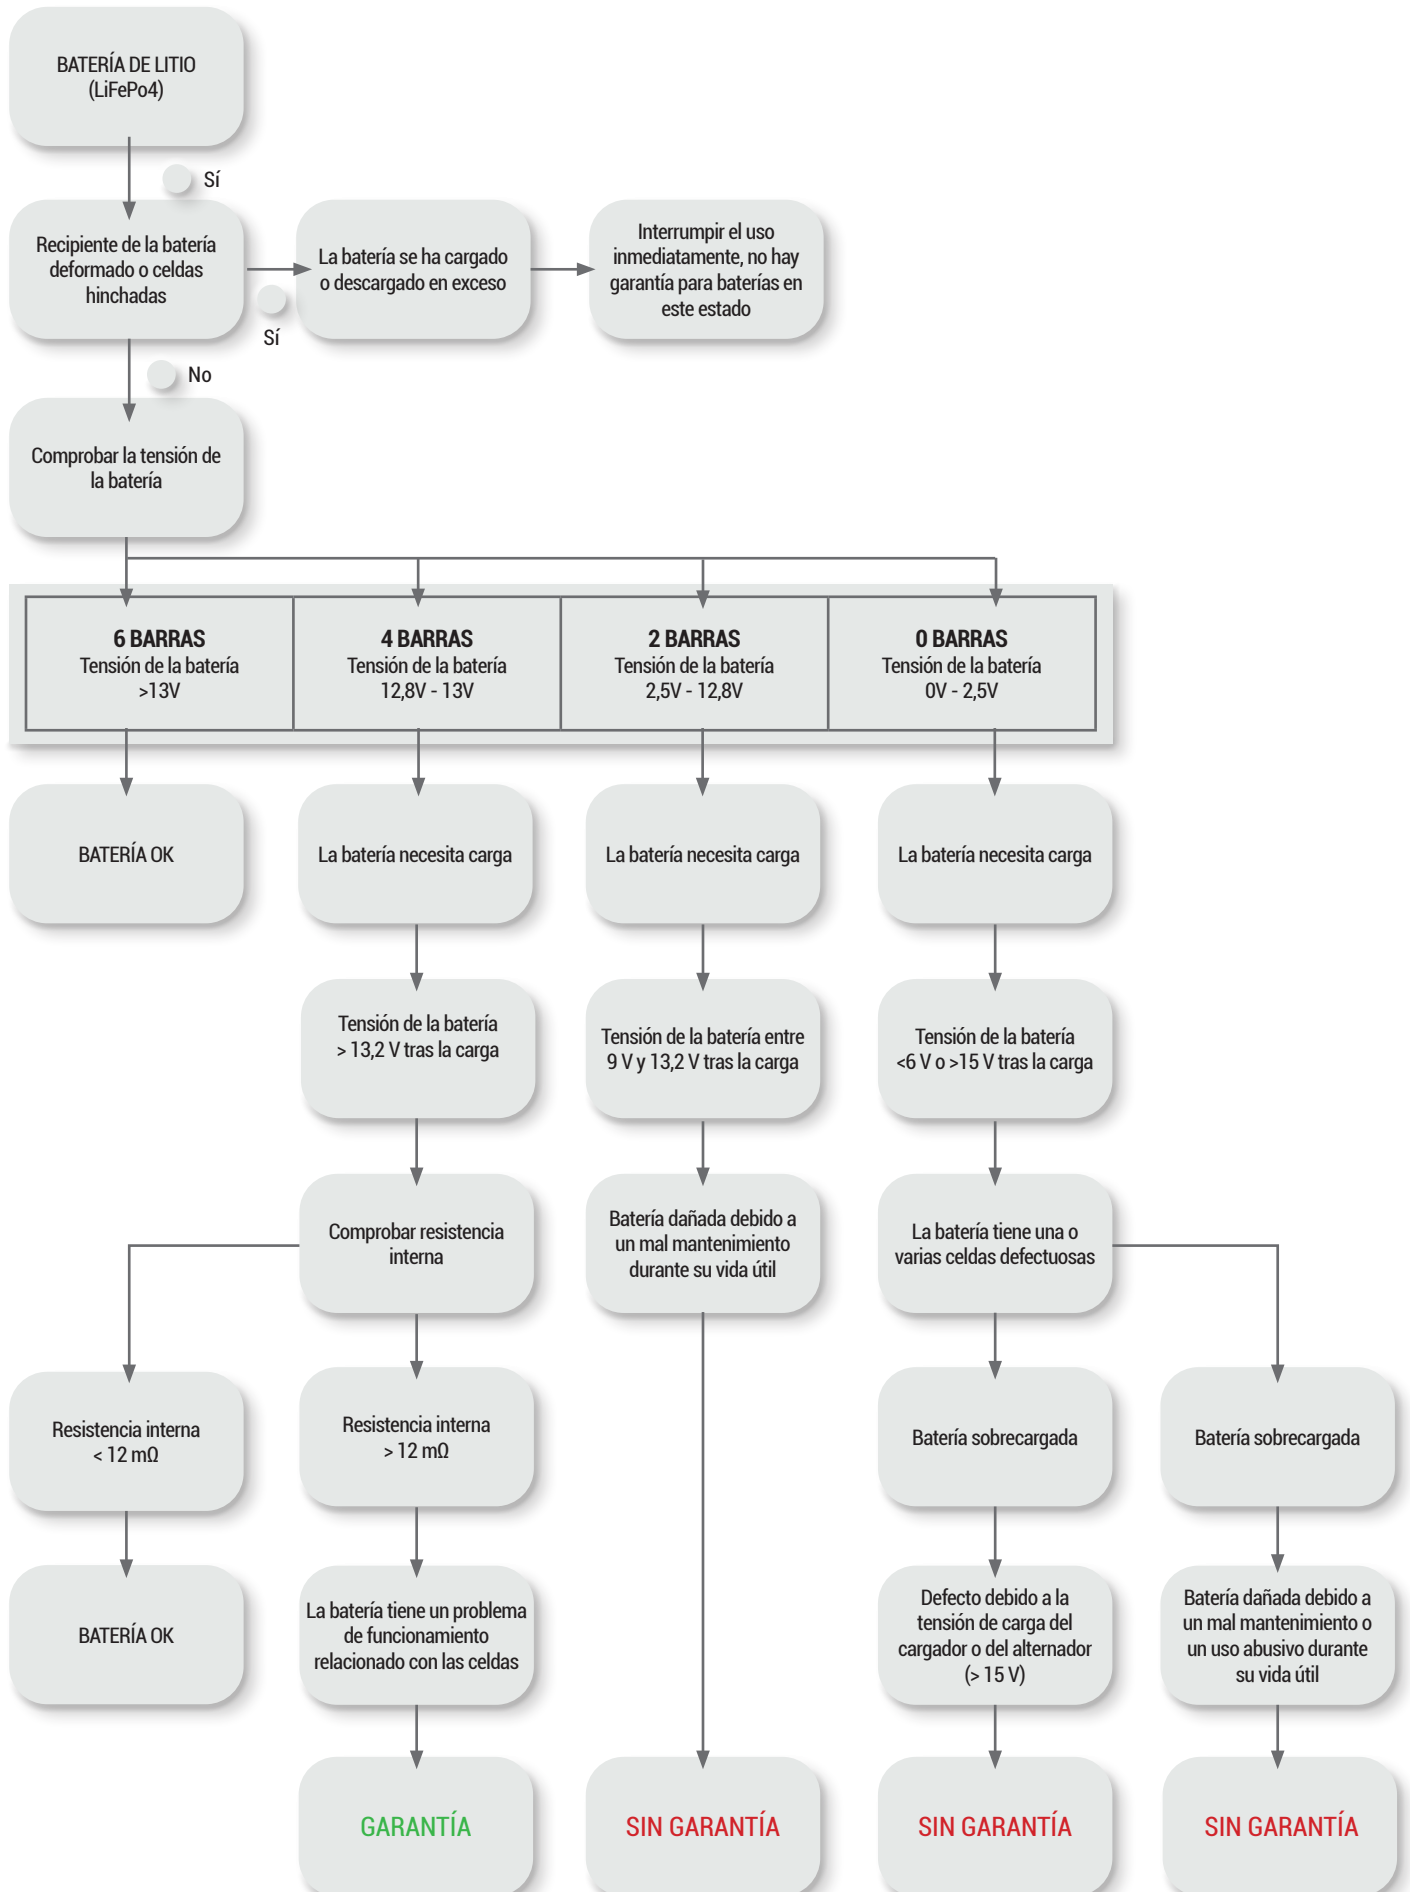 BATERÍA DE LITIO
(LiFePo4)
Sí
Recipiente de la batería
deformado o celdas
hinchadas
La batería se ha cargado
o descargado en exceso
Interrumpir el uso
inmediatamente, no hay
garantía para baterías en
este estado
Sí
No
Comprobar la tensión de
la batería
6 BARRAS
Tensión de la batería
>13V
4 BARRAS
Tensión de la batería
12,8V - 13V
2 BARRAS
Tensión de la batería
2,5V - 12,8V
0 BARRAS
Tensión de la batería
0V - 2,5V
BATERÍA OK
La batería necesita carga
La batería necesita carga
La batería necesita carga
Tensión de la batería
> 13,2 V tras la carga
Tensión de la batería entre
9 V y 13,2 V tras la carga
Tensión de la batería
<6 V o >15 V tras la carga
Comprobar resistencia
interna
Batería dañada debido a
un mal mantenimiento
durante su vida útil
La batería tiene una o
varias celdas defectuosas
Resistencia interna
< 12 mΩ
Resistencia interna
> 12 mΩ
Batería sobrecargada
Batería sobrecargada
BATERÍA OK
La batería tiene un problema
de funcionamiento
relacionado con las celdas
Defecto debido a la
tensión de carga del
cargador o del alternador
(> 15 V)
Batería dañada debido a
un mal mantenimiento o
un uso abusivo durante
su vida útil
GARANTÍA
SIN GARANTÍA
SIN GARANTÍA
SIN GARANTÍA